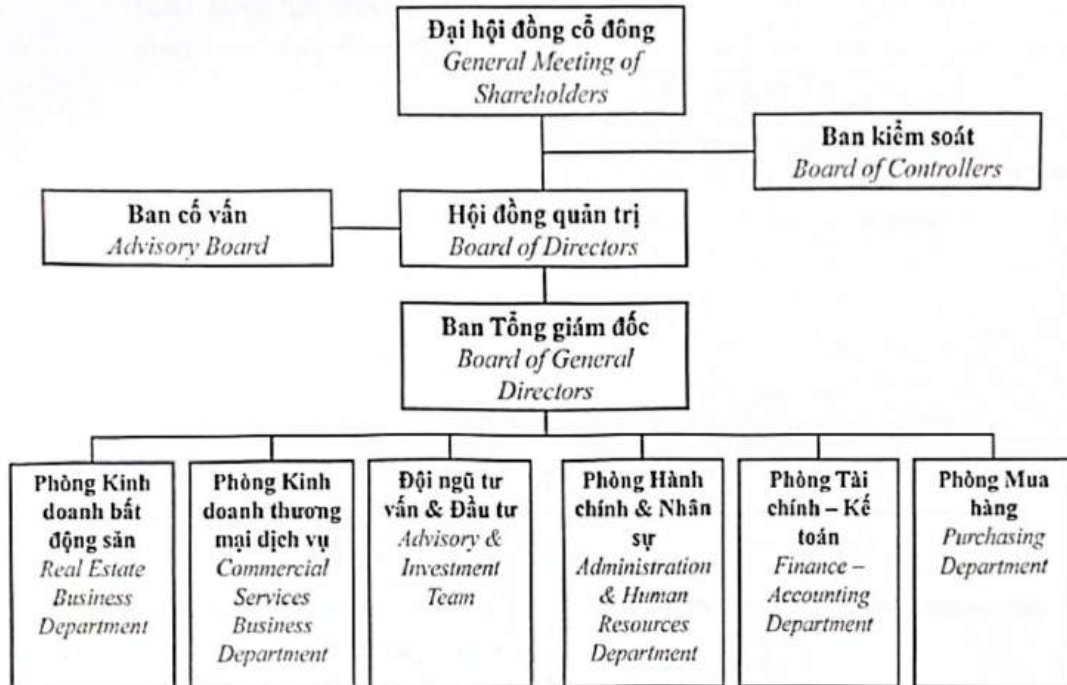 Đại hội đồng cổ đông
General Meeting of
Shareholders
Ban kiểm soát
Board of Controllers
Ban cố vấn
Advisory Board
Hội đồng quản trị
Board of Directors
Ban Tổng giám đốc
Board of General
Directors
Phòng Kinh
doanh bất
động sản
Real Estate
Business
Department
Phòng Kinh
doanh thương
mại dịch vụ
Commercial
Services
Business
Department
Đội ngũ tư
vấn & Đầu tư
Advisory &
Investment
Team
Phòng Hành
chính & Nhân
sự
Administration
& Human
Resources
Department
Phòng Tài
chính – Kế
toán
Finance –
Accounting
Department
Phòng Mua
hàng
Purchasing
Department